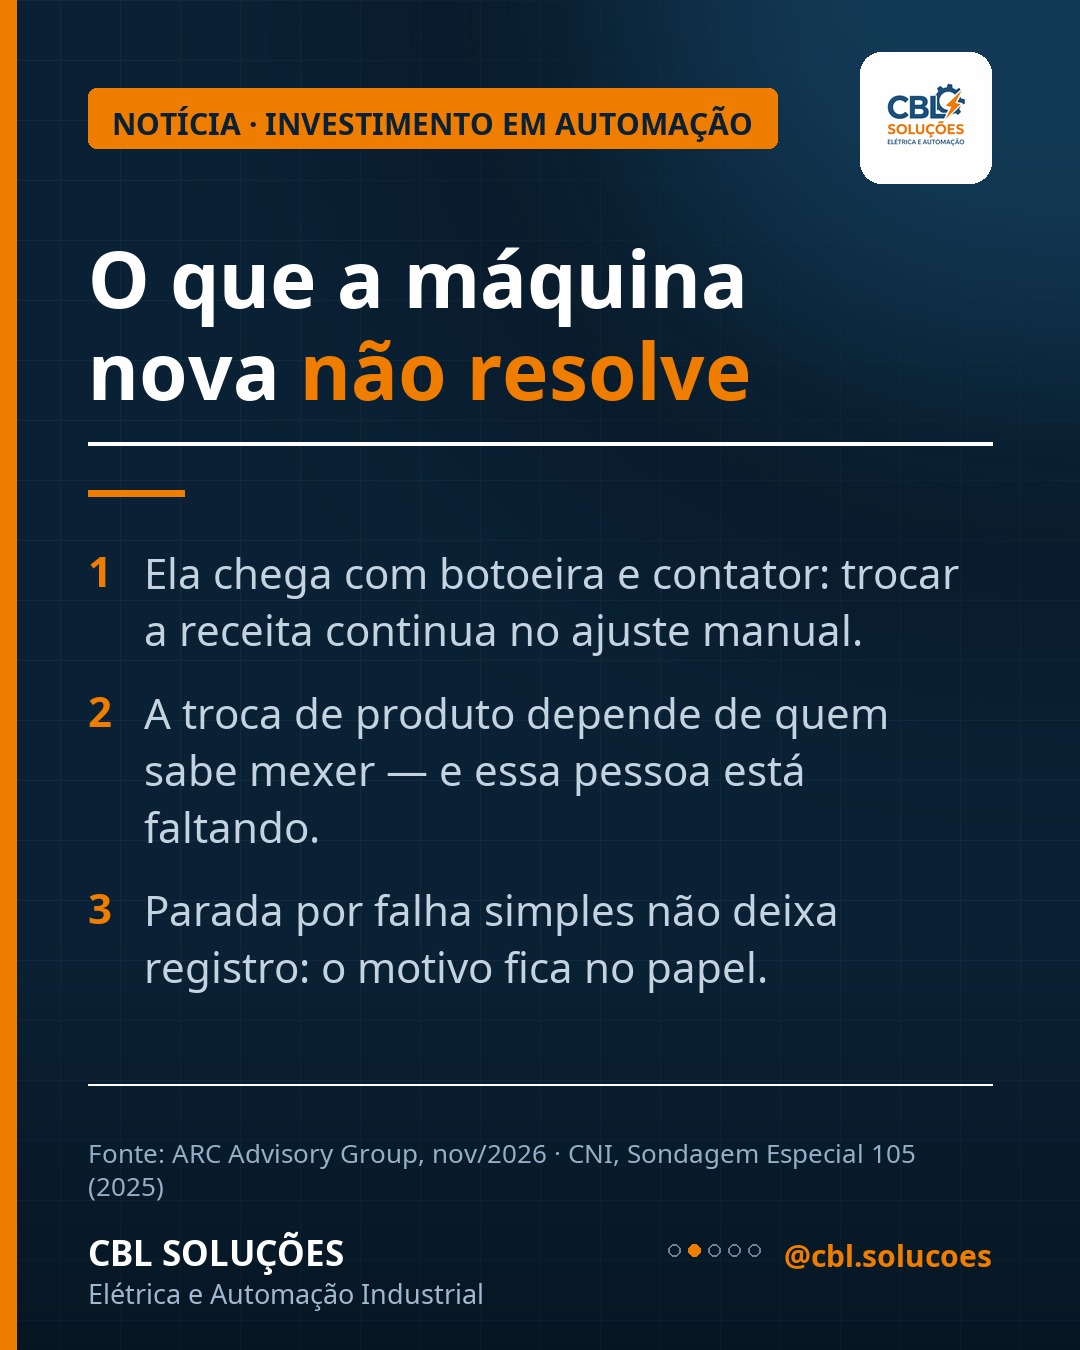 NOTÍCIA · INVESTIMENTO EM AUTOMAÇÃO
CBL
SOLUÇÕES
ELÉTRICA E AUTOMAÇÃO
O que a máquina
nova não resolve
1 Ela chega com botoeira e contator: trocar
a receita continua no ajuste manual.
2 A troca de produto depende de quem
sabe mexer — e essa pessoa está
faltando.
3 Parada por falha simples não deixa
registro: o motivo fica no papel.
Fonte: ARC Advisory Group, nov/2026 · CNI, Sondagem Especial 105
(2025)
CBL SOLUÇÕES
@cbl.solucoes
Elétrica e Automação Industrial